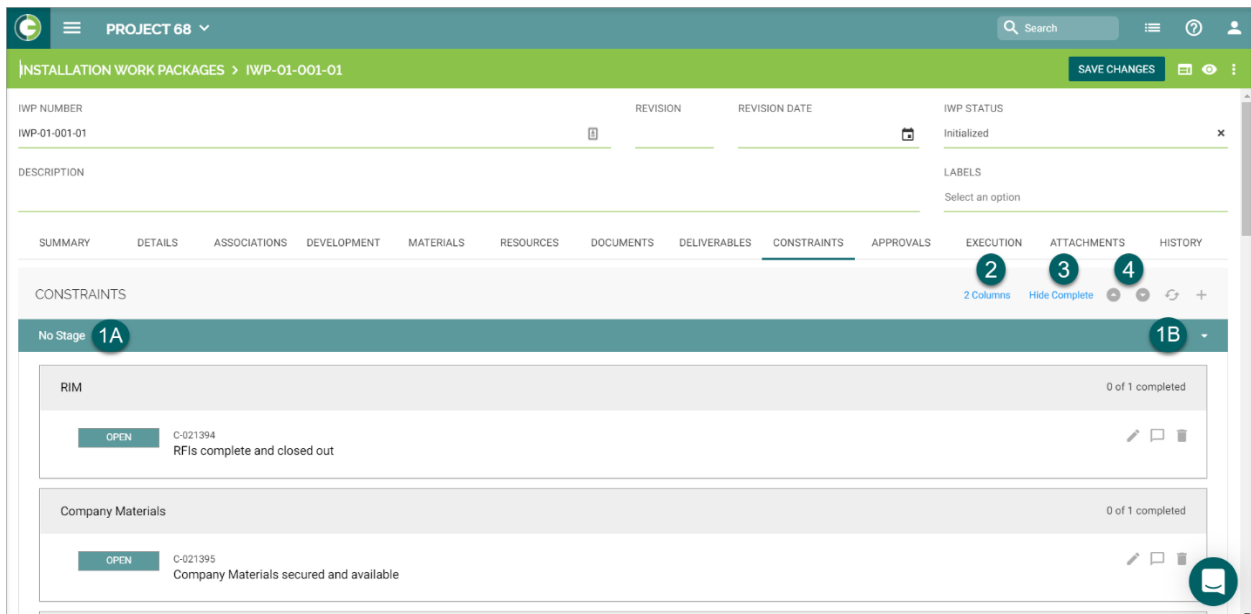 PROJECT 68
Search
INSTALLATION WORK PACKAGES > IWP-01-001-01
SAVE CHANGES
IWP NUMBER
REVISION
REVISION DATE
IWP STATUS
IWP-01-001-01
Initialized
DESCRIPTION
LABELS
Select an option
SUMMARY DETAILS ASSOCIATIONS DEVELOPMENT MATERIALS RESOURCES DOCUMENTS DELIVERABLES CONSTRAINTS APPROVALS EXECUTION ATTACHMENTS HISTORY
2 3 4
CONSTRAINTS
2 Columns Hide Complete
No Stage 1A 1B
RIM 0 of 1 completed
OPEN C-021394
RFIs complete and closed out
Company Materials 0 of 1 completed
OPEN C-021395
Company Materials secured and available